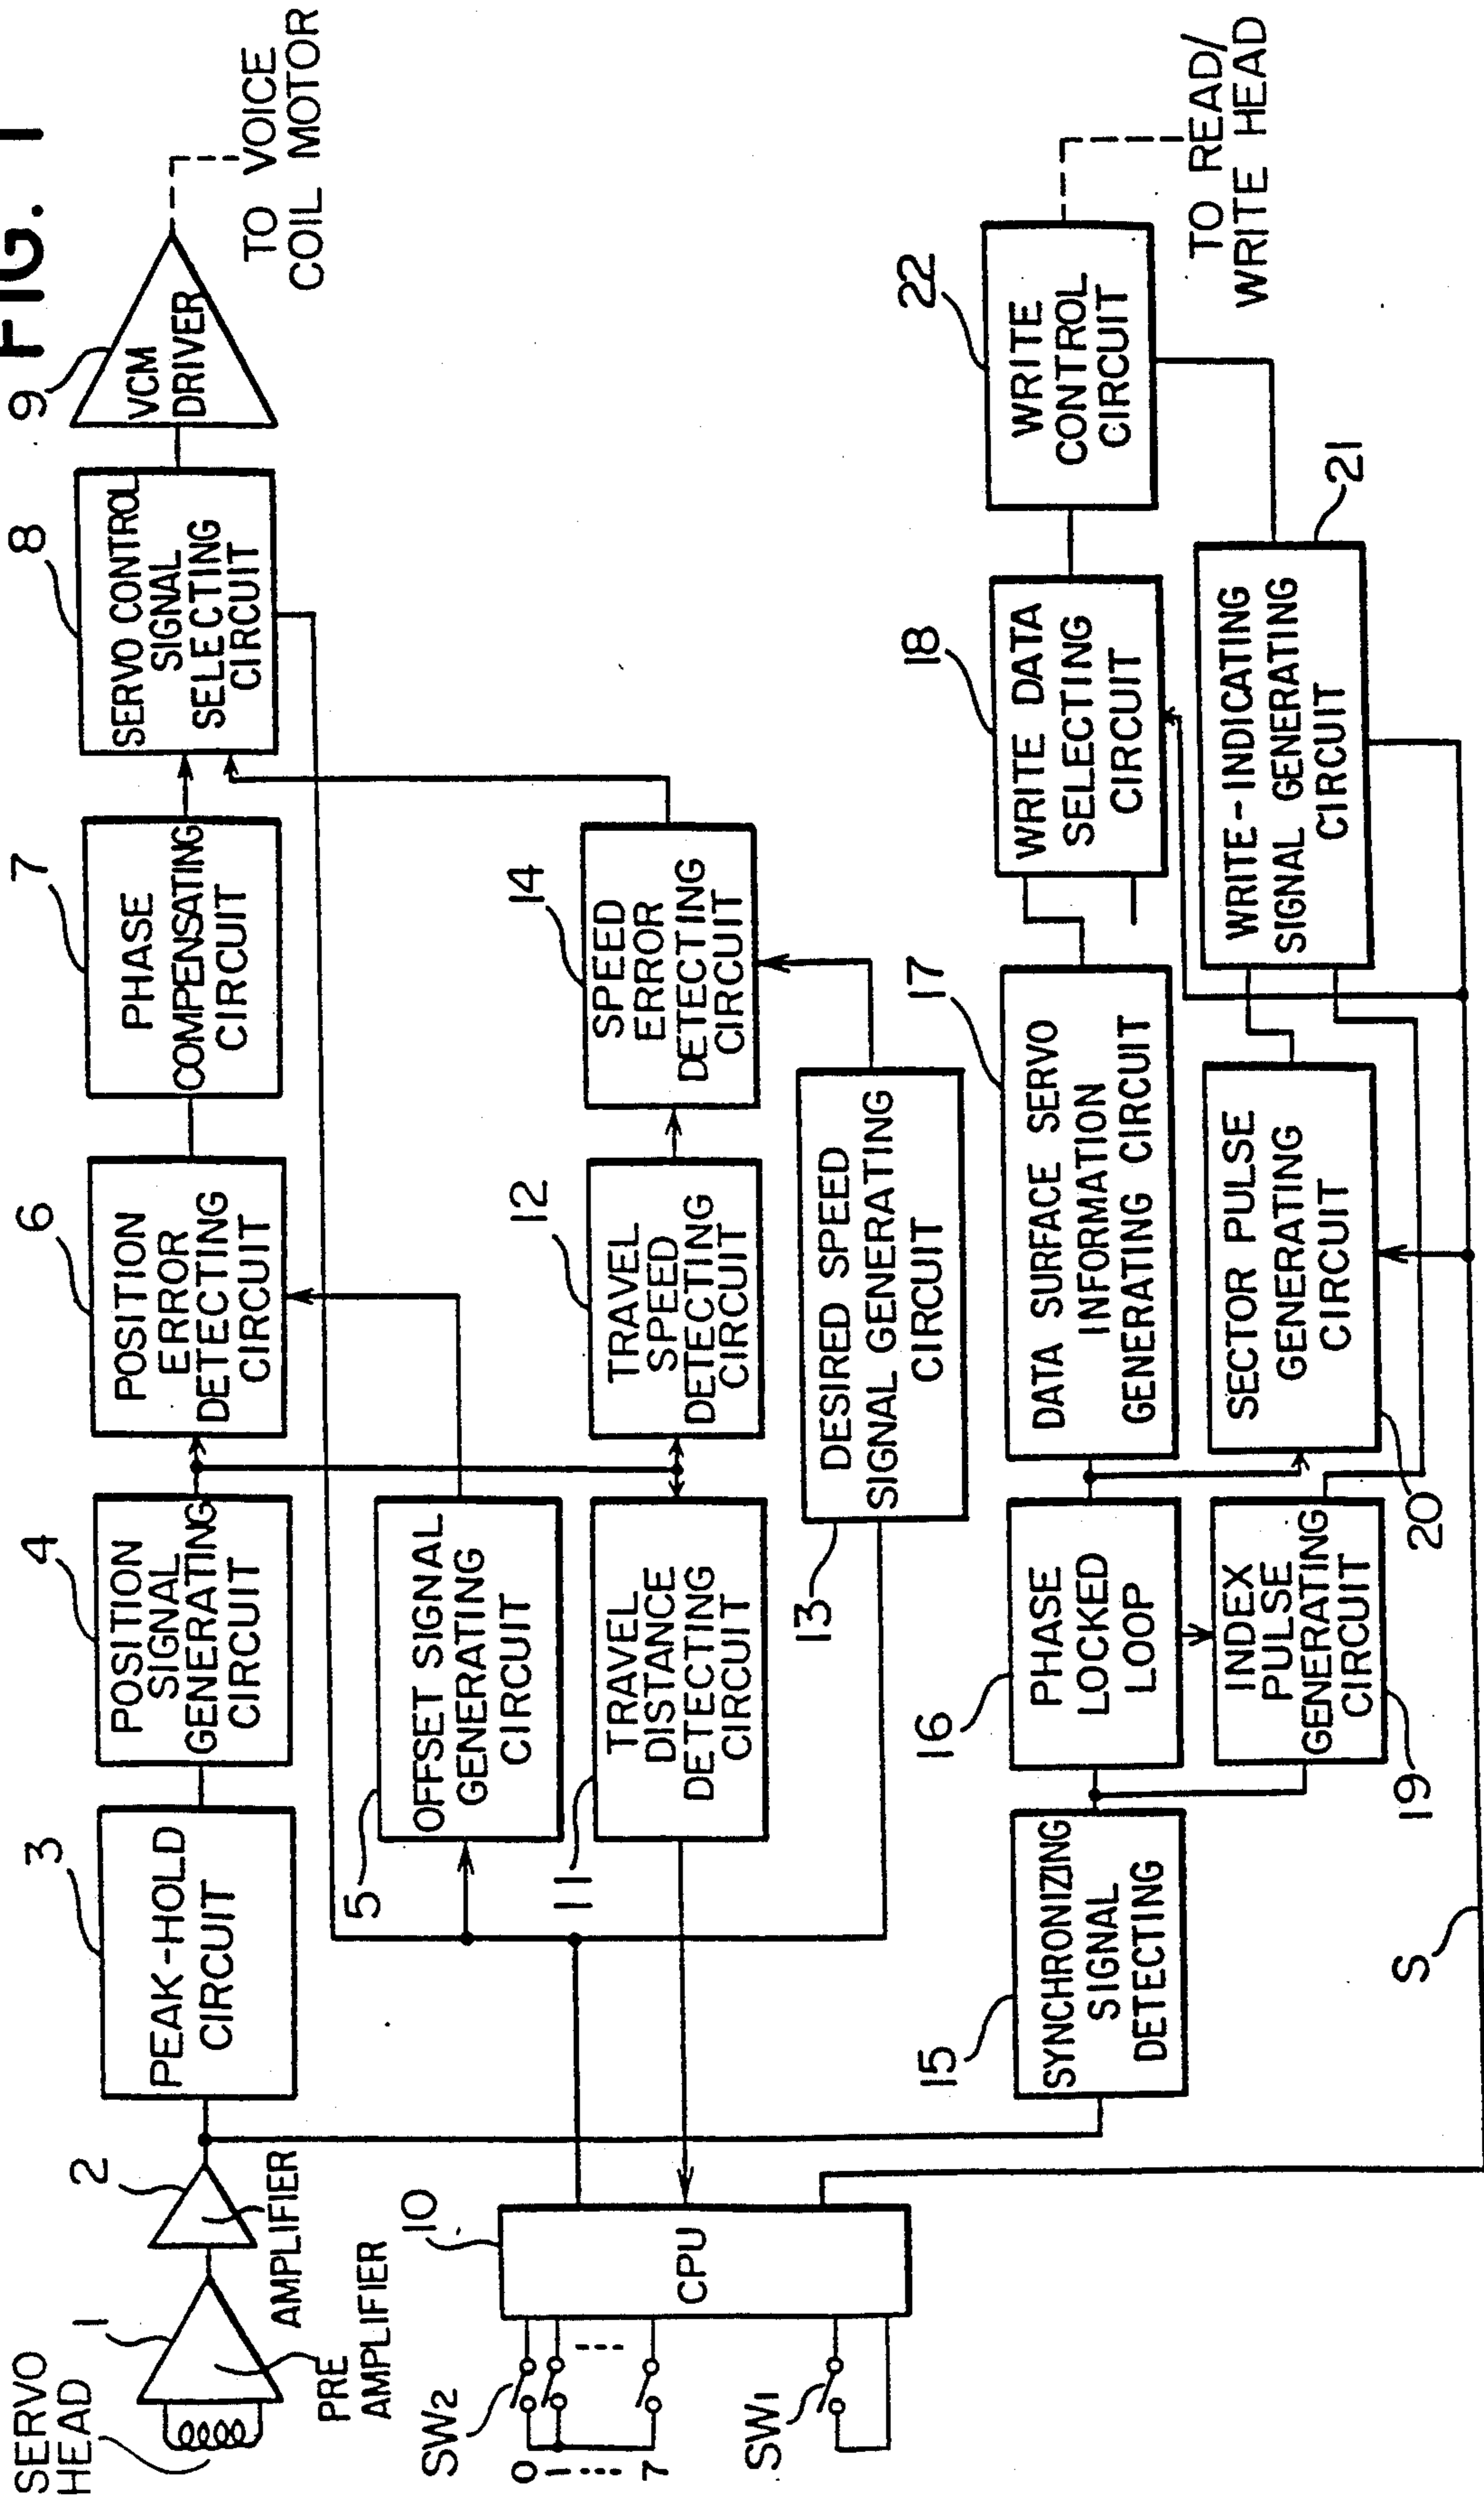 FIG. 1
SERVO
HEAD
1
PRE
AMPLIFIER
2
AMPLIFIER
3
PEAK-HOLD
CIRCUIT
4
POSITION
SIGNAL
GENERATING
CIRCUIT
6
POSITION
ERROR
DETECTING
CIRCUIT
7
PHASE
COMPENSATING
CIRCUIT
8
SERVO CONTROL
SIGNAL
SELECTING
CIRCUIT
9
VCM
DRIVER
TO VOICE
COIL MOTOR
5
OFFSET SIGNAL
GENERATING
CIRCUIT
11
TRAVEL
DISTANCE
DETECTING
CIRCUIT
12
TRAVEL
SPEED
DETECTING
CIRCUIT
14
SPEED
ERROR
DETECTING
CIRCUIT
13
DESIRED SPEED
SIGNAL GENERATING
CIRCUIT
10
CPU
SW2
0
1
7
SW1
15
SYNCHRONIZING
SIGNAL
DETECTING
16
PHASE
LOCKED
LOOP
17
DATA SURFACE SERVO
INFORMATION
GENERATING CIRCUIT
18
WRITE DATA
SELECTING
CIRCUIT
22
WRITE
CONTROL
CIRCUIT
TO READ/
WRITE HEAD
19
INDEX
PULSE
GENERATING
CIRCUIT
20
SECTOR PULSE
GENERATING
CIRCUIT
21
WRITE-INDICATING
SIGNAL GENERATING
CIRCUIT
S